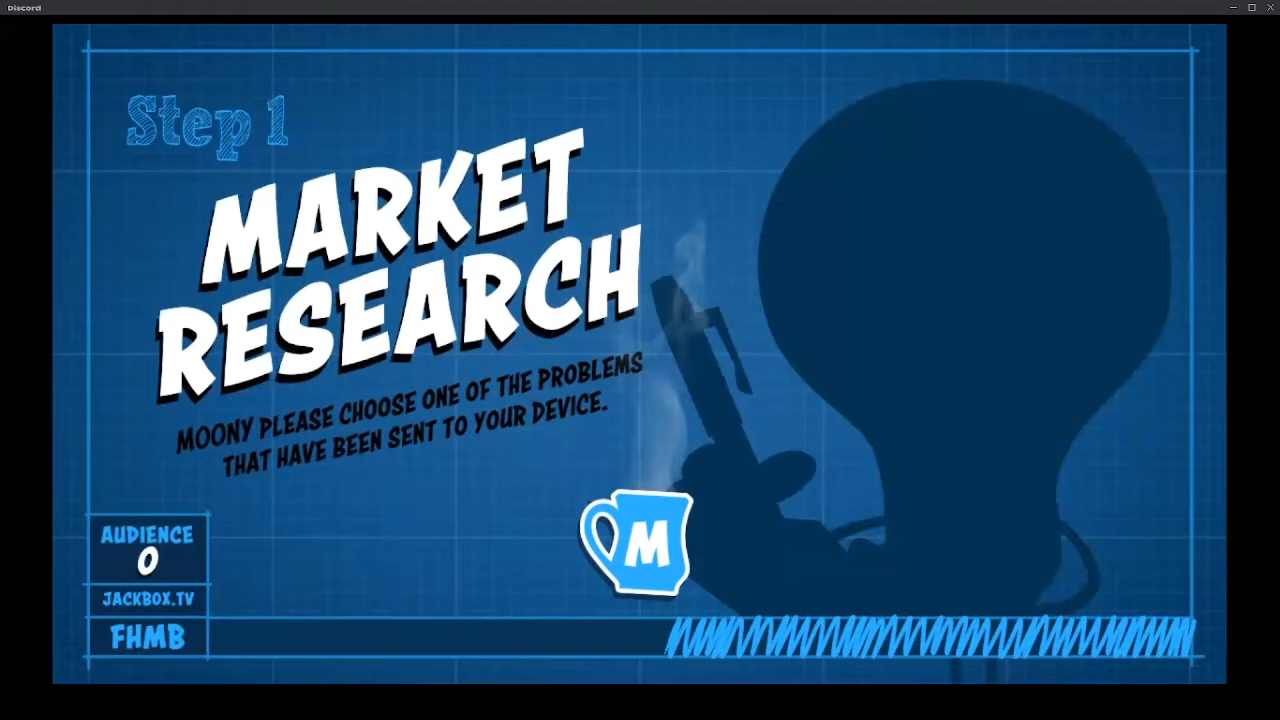 Discord
Step 1
MARKET
RESEARCH
MOONY PLEASE CHOOSE ONE OF THE PROBLEMS
THAT HAVE BEEN SENT TO YOUR DEVICE.
M
AUDIENCE
0
JACKBOX.TV
FHMB